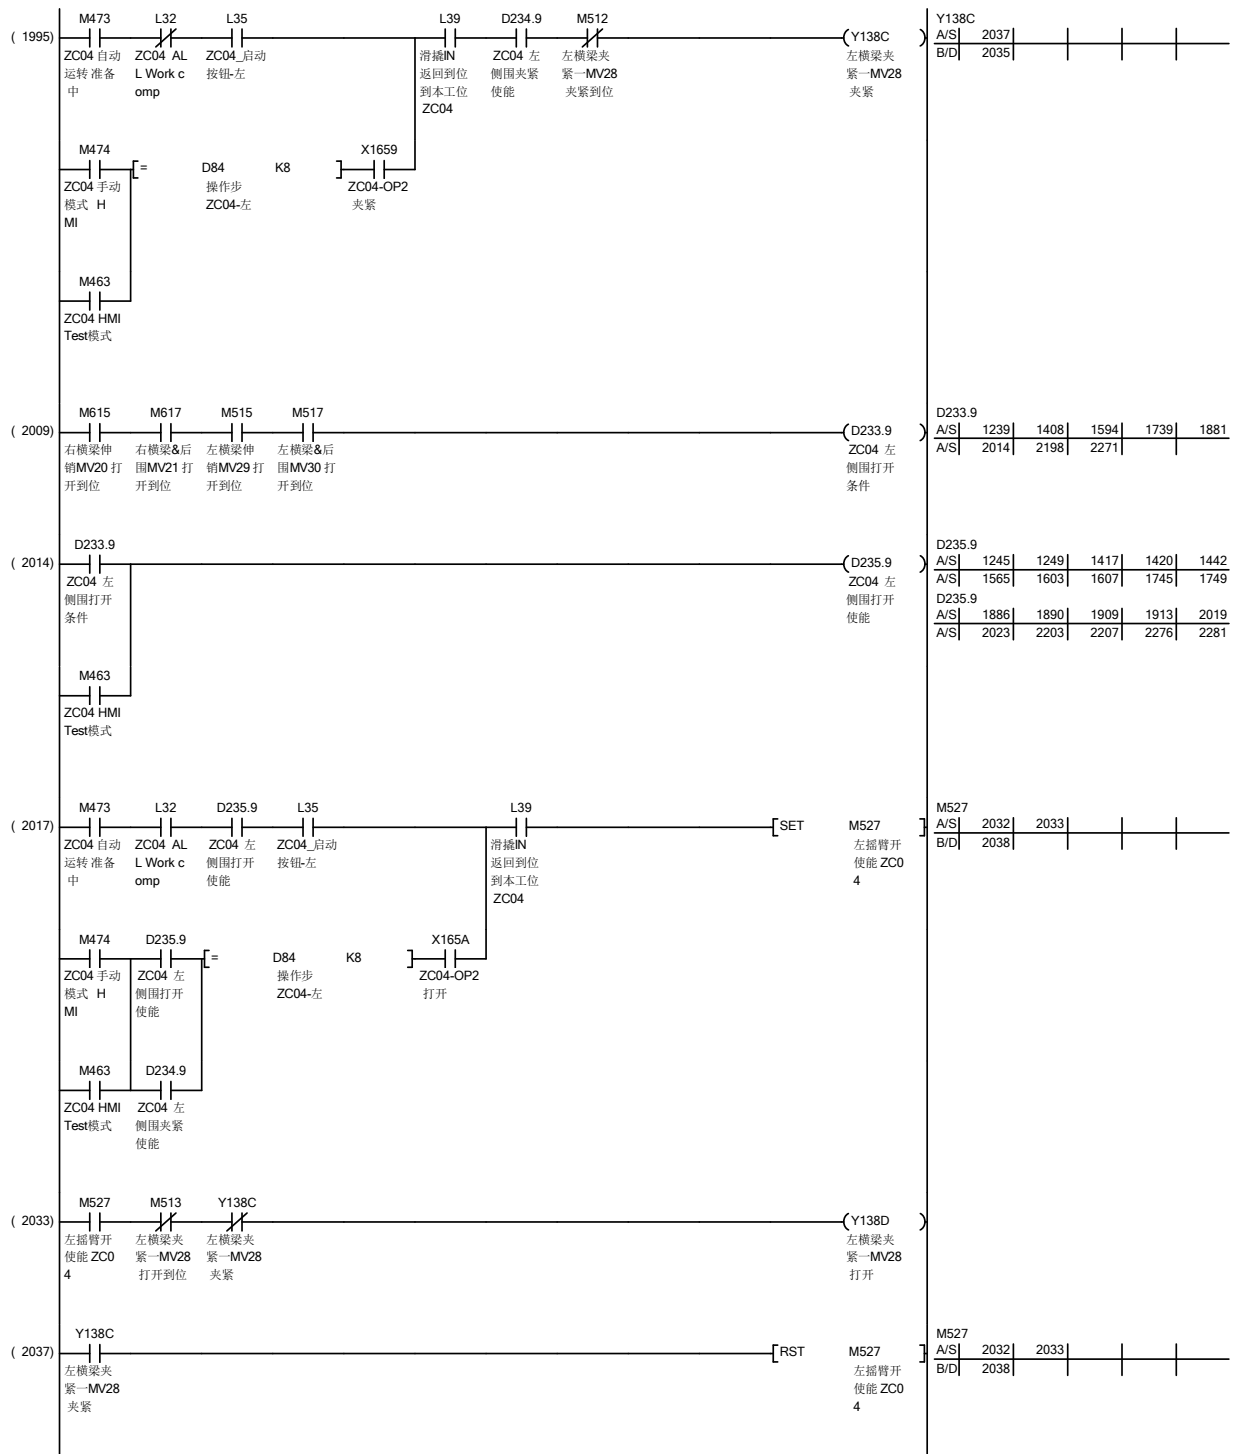 M473 L32 L35 L39 D234.9 M512 Y138C
( 1995) (Y138C ) A/S 2037
ZC04 自动 ZC04 AL ZC04_启动 滑撬IN ZC04 左 左横梁夹 左横梁夹 B/D 2035
运转 准备 L Work c 按钮-左 返回到位 侧围夹紧 紧一MV28 紧一MV28
中 omp 到本工位 使能 夹紧到位 夹紧
ZC04
M474 X1659
[= D84 K8 ]
ZC04 手动 操作步 ZC04-OP2
模式 H ZC04-左 夹紧
MI
M463
ZC04 HMI
Test模式
M615 M617 M515 M517 D233.9
( 2009) (D233.9 ) A/S 1239 1408 1594 1739 1881
右横梁伸 右横梁&后 左横梁伸 左横梁&后 ZC04 左 A/S 2014 2198 2271
销MV20 打 围MV21 打 销MV29 打 围MV30 打 侧围打开
开到位 开到位 开到位 开到位 条件
D233.9 D235.9
( 2014) (D235.9 ) A/S 1245 1249 1417 1420 1442
ZC04 左 ZC04 左 A/S 1565 1603 1607 1745 1749
侧围打开 侧围打开 D235.9
条件 使能 A/S 1886 1890 1909 1913 2019
A/S 2023 2203 2207 2276 2281
M463
ZC04 HMI
Test模式
M473 L32 D235.9 L35 L39 M527
( 2017) [SET M527 ] A/S 2032 2033
ZC04 自动 ZC04 AL ZC04 左 ZC04_启动 滑撬IN 左摇臂开 B/D 2038
运转 准备 L Work c 侧围打开 按钮-左 返回到位 使能 ZC0
中 omp 使能 到本工位 4
ZC04
M474 D235.9 X165A
[= D84 K8 ]
ZC04 手动 ZC04 左 操作步 ZC04-OP2
模式 H 侧围打开 ZC04-左 打开
MI 使能
M463 D234.9
ZC04 HMI ZC04 左
Test模式 侧围夹紧
使能
M527 M513 Y138C
( 2033) (Y138D )
左摇臂开 左横梁夹 左横梁夹 左横梁夹
使能 ZC0 紧一MV28 紧一MV28 紧一MV28
4 打开到位 夹紧 打开
Y138C M527
( 2037) [RST M527 ] A/S 2032 2033
左横梁夹 左摇臂开 B/D 2038
紧一MV28 使能 ZC0
夹紧 4